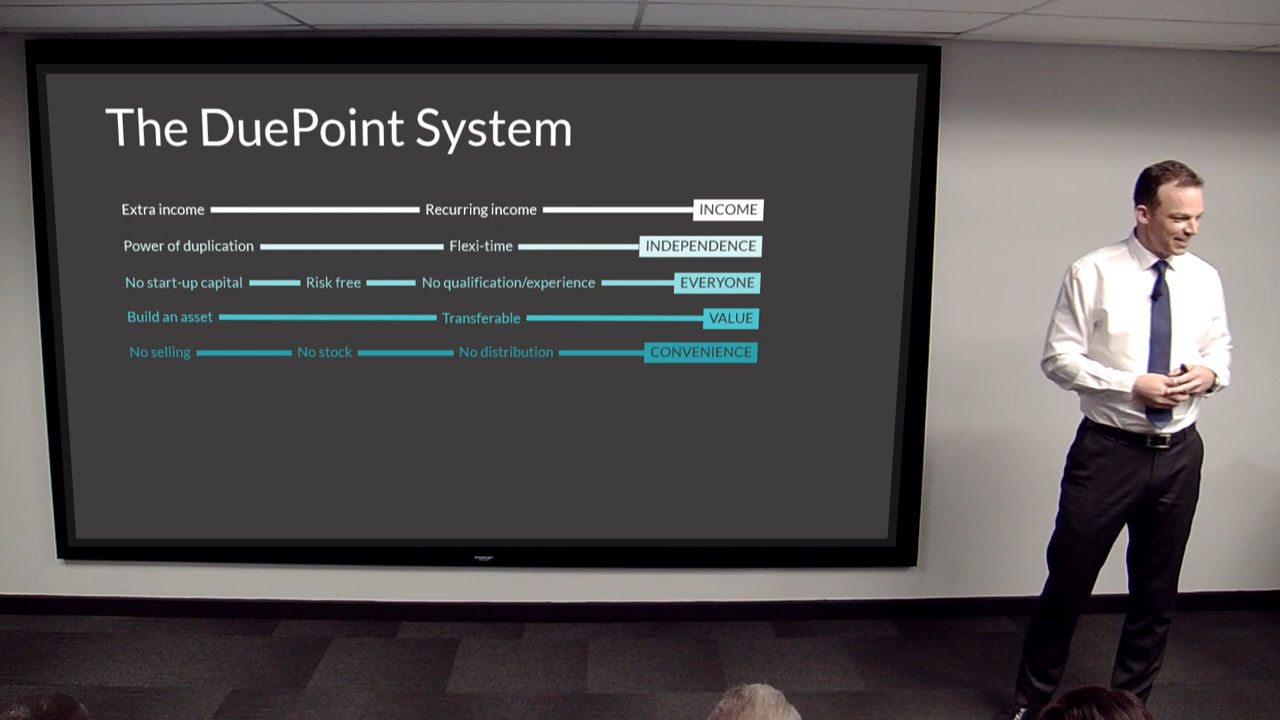 The DuePoint System
Extra income Recurring income INCOME
Power of duplication Flexi-time INDEPENDENCE
No start-up capital Risk free No qualification/experience EVERYONE
Build an asset Transferable VALUE
No selling No stock No distribution CONVENIENCE